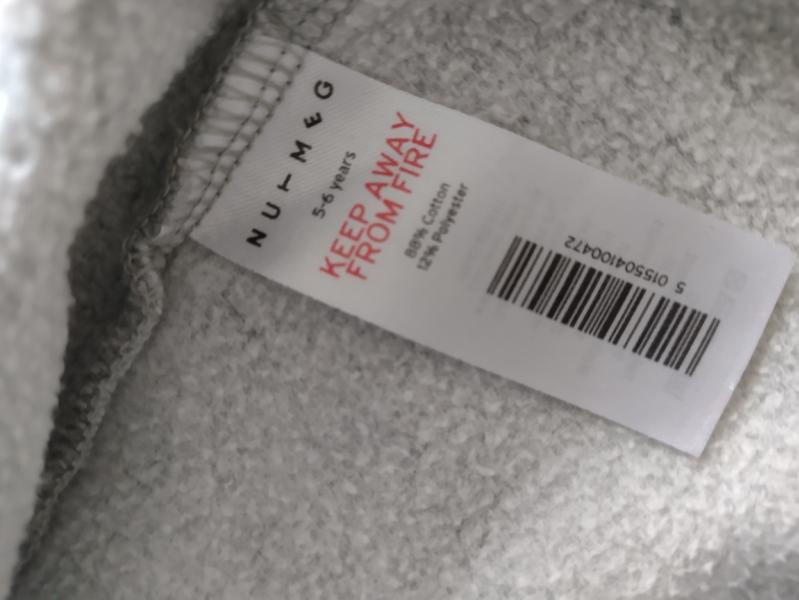 NUTMEG
5-6 years
KEEP AWAY
FROM FIRE
88% Cotton
12% Polyester
5 015504100472